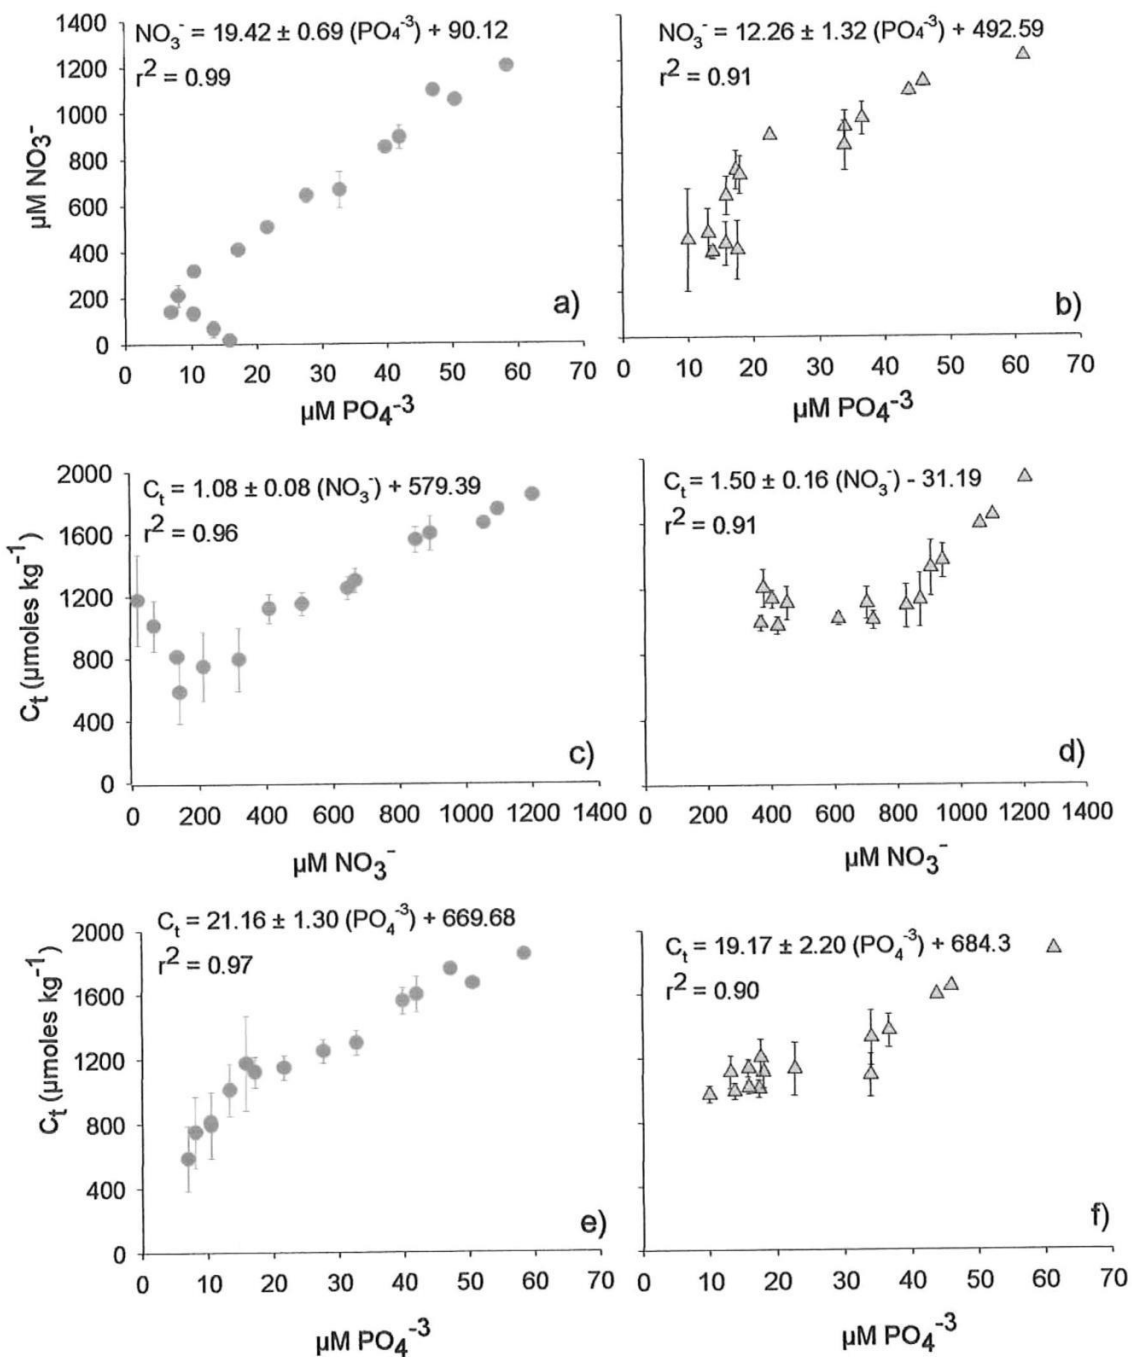 NO₃⁻ = 19.42 ± 0.69 (PO₄⁻³) + 90.12
r² = 0.99
1400
1200
1000
800
600
400
200
0
µM NO₃⁻
a)
0 10 20 30 40 50 60 70
µM PO₄⁻³
NO₃⁻ = 12.26 ± 1.32 (PO₄⁻³) + 492.59
r² = 0.91
b)
0 10 20 30 40 50 60 70
µM PO₄⁻³
Cₜ = 1.08 ± 0.08 (NO₃⁻) + 579.39
r² = 0.96
2000
1600
1200
800
400
0
Cₜ (µmoles kg⁻¹)
c)
0 200 400 600 800 1000 1200 1400
µM NO₃⁻
Cₜ = 1.50 ± 0.16 (NO₃⁻) - 31.19
r² = 0.91
d)
0 200 400 600 800 1000 1200 1400
µM NO₃⁻
Cₜ = 21.16 ± 1.30 (PO₄⁻³) + 669.68
r² = 0.97
2000
1600
1200
800
400
0
Cₜ (µmoles kg⁻¹)
e)
0 10 20 30 40 50 60 70
µM PO₄⁻³
Cₜ = 19.17 ± 2.20 (PO₄⁻³) + 684.3
r² = 0.90
f)
0 10 20 30 40 50 60 70
µM PO₄⁻³